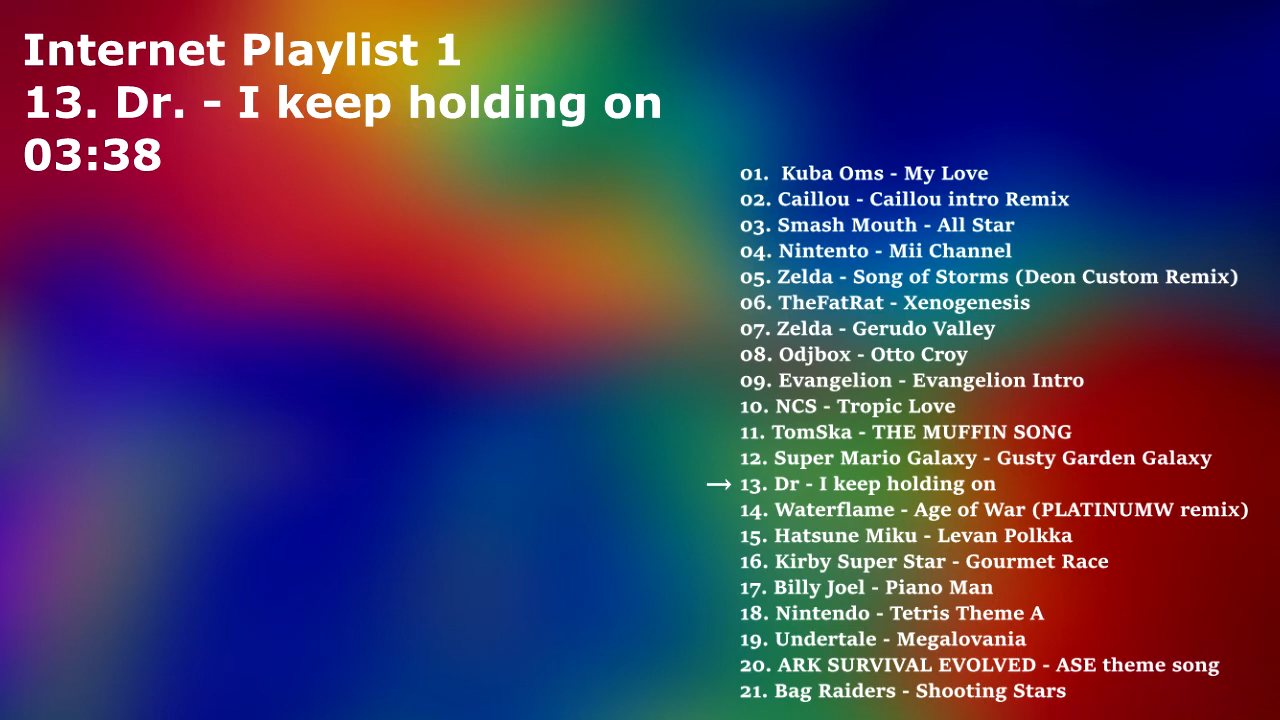 Internet Playlist 1
13. Dr. - I keep holding on
03:38
01.  Kuba Oms - My Love
02. Caillou - Caillou intro Remix
03. Smash Mouth - All Star
04. Nintento - Mii Channel
05. Zelda - Song of Storms (Deon Custom Remix)
06. TheFatRat - Xenogenesis
07. Zelda - Gerudo Valley
08. Odjbox - Otto Croy
09. Evangelion - Evangelion Intro
10. NCS - Tropic Love
11. TomSka - THE MUFFIN SONG
12. Super Mario Galaxy - Gusty Garden Galaxy
→ 13. Dr - I keep holding on
14. Waterflame - Age of War (PLATINUMW remix)
15. Hatsune Miku - Levan Polkka
16. Kirby Super Star - Gourmet Race
17. Billy Joel - Piano Man
18. Nintendo - Tetris Theme A
19. Undertale - Megalovania
20. ARK SURVIVAL EVOLVED - ASE theme song
21. Bag Raiders - Shooting Stars